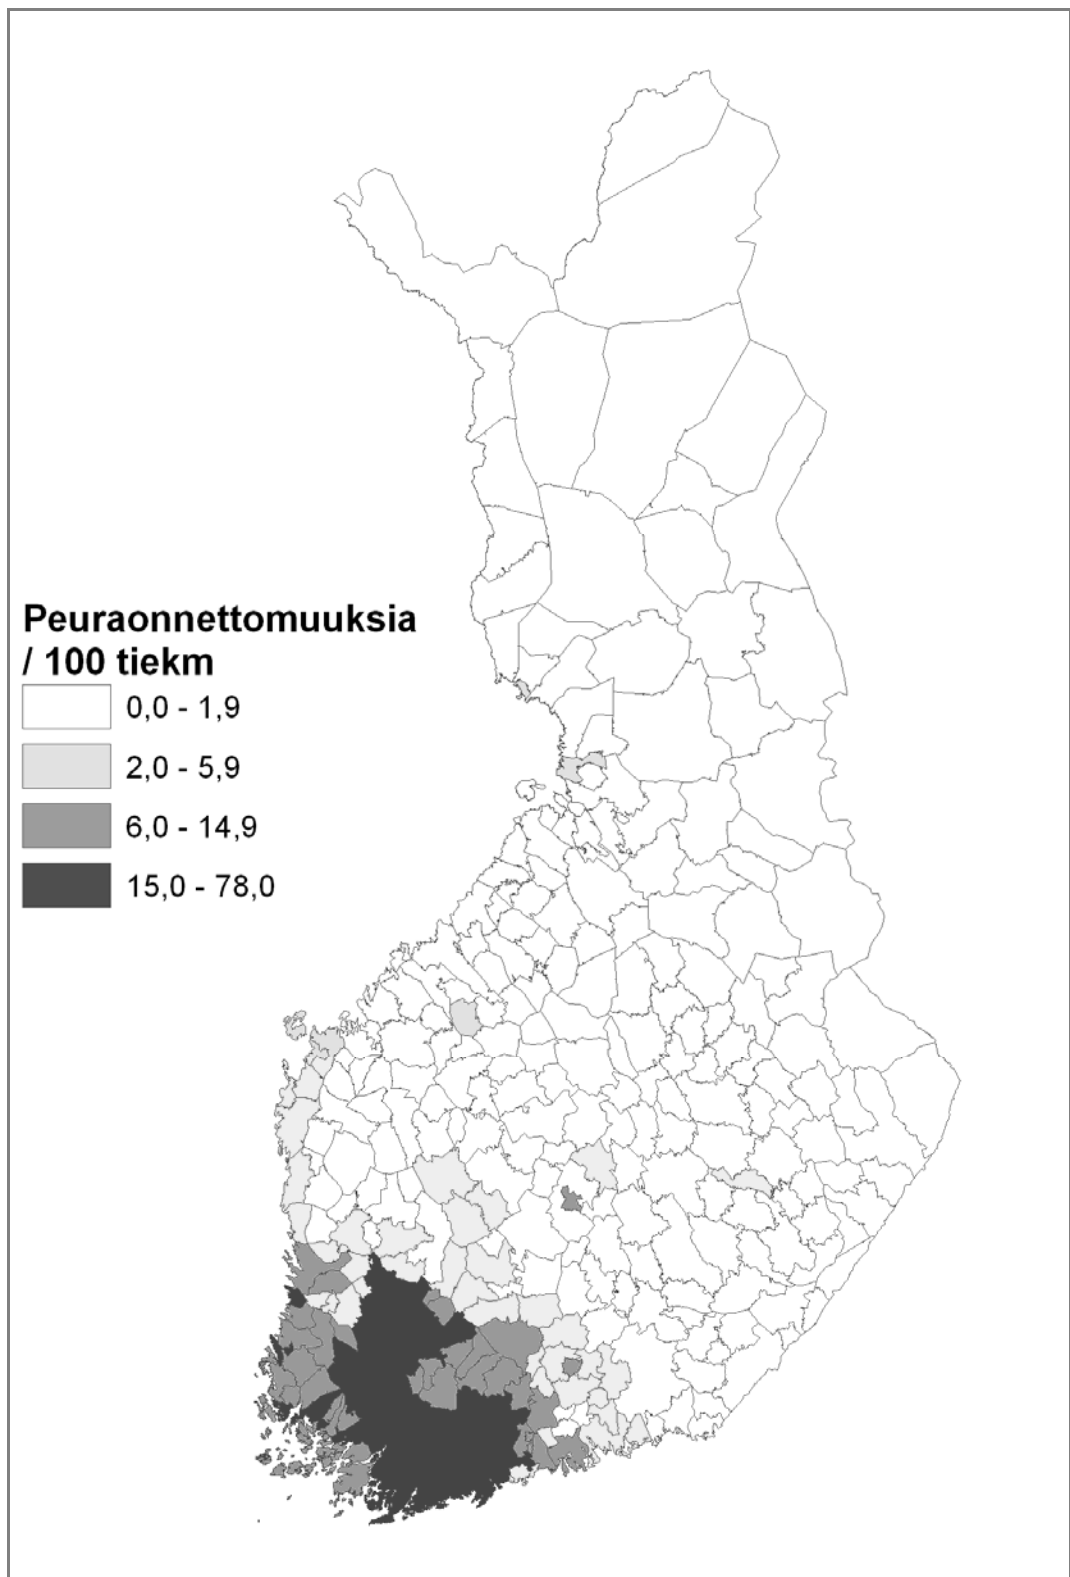 Peuraonnettomuuksia
/ 100 tiekm
0,0 - 1,9
2,0 - 5,9
6,0 - 14,9
15,0 - 78,0